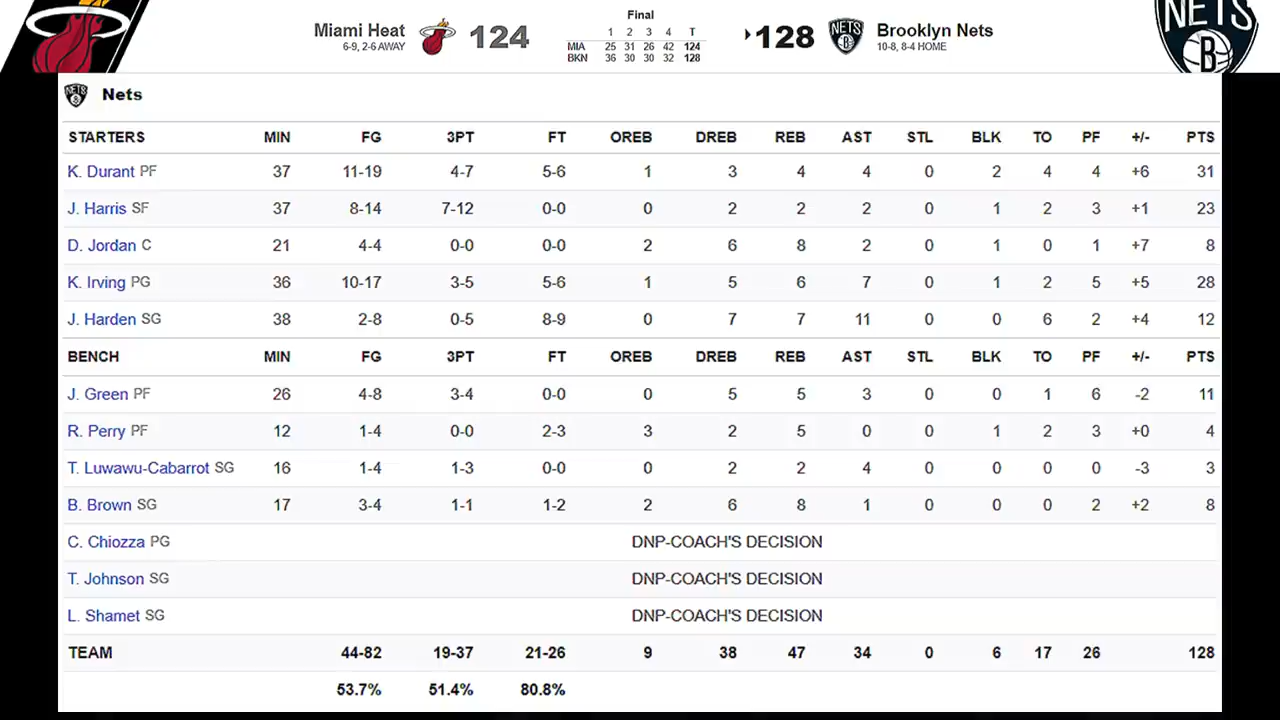 Final
Miami Heat 124 128 Brooklyn Nets
6-9, 2-6 AWAY 10-8, 8-4 HOME
1 2 3 4 T
MIA 25 31 26 42 124
BKN 36 30 30 32 128
NETS
B
NETS
B
Nets
STARTERS MIN FG 3PT FT OREB DREB REB AST STL BLK TO PF +/- PTS
K. Durant PF 37 11-19 4-7 5-6 1 3 4 4 0 2 4 4 +6 31
J. Harris SF 37 8-14 7-12 0-0 0 2 2 2 0 1 2 3 +1 23
D. Jordan C 21 4-4 0-0 0-0 2 6 8 2 0 1 0 1 +7 8
K. Irving PG 36 10-17 3-5 5-6 1 5 6 7 0 1 2 5 +5 28
J. Harden SG 38 2-8 0-5 8-9 0 7 7 11 0 0 6 2 +4 12
BENCH MIN FG 3PT FT OREB DREB REB AST STL BLK TO PF +/- PTS
J. Green PF 26 4-8 3-4 0-0 0 5 5 3 0 0 1 6 -2 11
R. Perry PF 12 1-4 0-0 2-3 3 2 5 0 0 1 2 3 +0 4
T. Luwawu-Cabarrot SG 16 1-4 1-3 0-0 0 2 2 4 0 0 0 0 -3 3
B. Brown SG 17 3-4 1-1 1-2 2 6 8 1 0 0 0 2 +2 8
C. Chiozza PG DNP-COACH'S DECISION
T. Johnson SG DNP-COACH'S DECISION
L. Shamet SG DNP-COACH'S DECISION
TEAM 44-82 19-37 21-26 9 38 47 34 0 6 17 26 128
53.7% 51.4% 80.8%